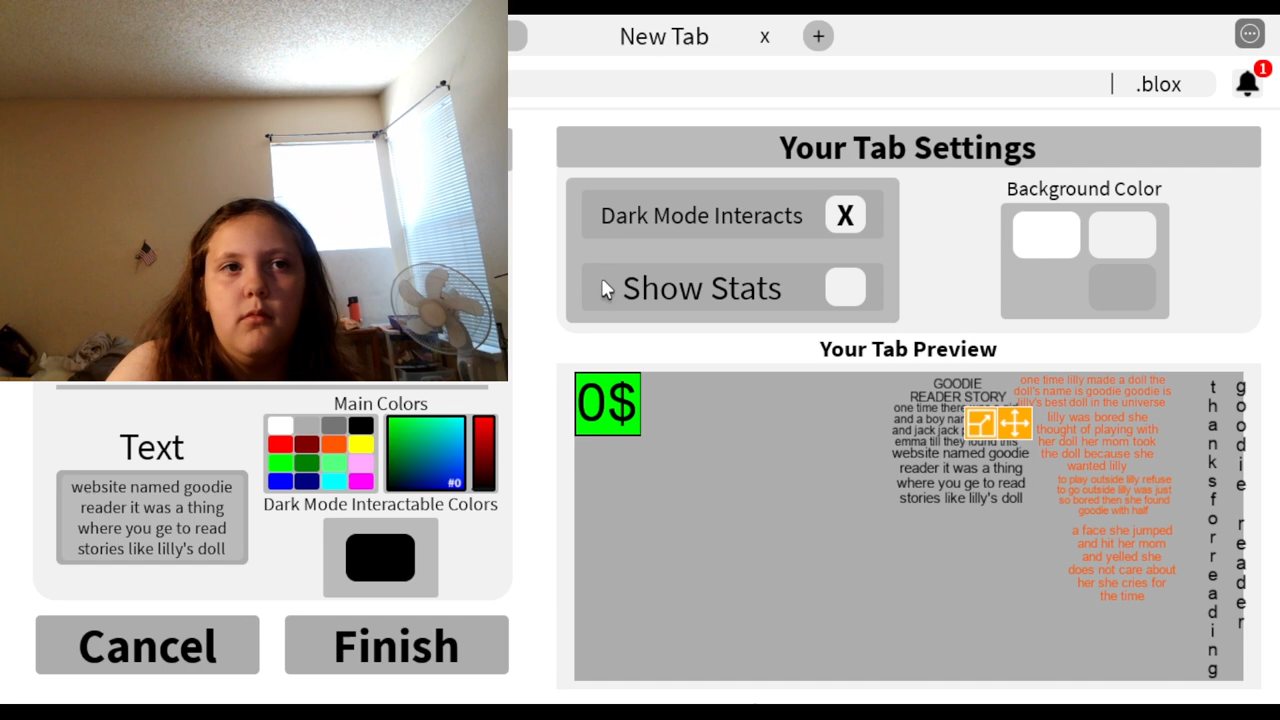 New Tab
x
+
.blox
1
Your Tab Settings
Dark Mode Interacts
X
Show Stats
Background Color
Your Tab Preview
0$
GOODIE
READER STORY
one time there
and a boy
and jack jack
emma till they found this
website named goodie
reader it was a thing
where you ge to read
stories like lilly's doll
one time lilly made a doll the
doll's name is goodie goodie is
lilly's best doll in the universe
lilly was bored she
thought of playing with
her doll her mom took
the doll because she
wanted lilly
to play outside lilly refuse
to go outside lilly was just
so bored then she found
goodie with half
a face she jumped
and hit her mom
and yelled she
does not care about
her she cries for
the time
thanks for reading
goodie reader
Main Colors
Text
#0
website named goodie
reader it was a thing
where you ge to read
stories like lilly's doll
Dark Mode Interactable Colors
Cancel
Finish